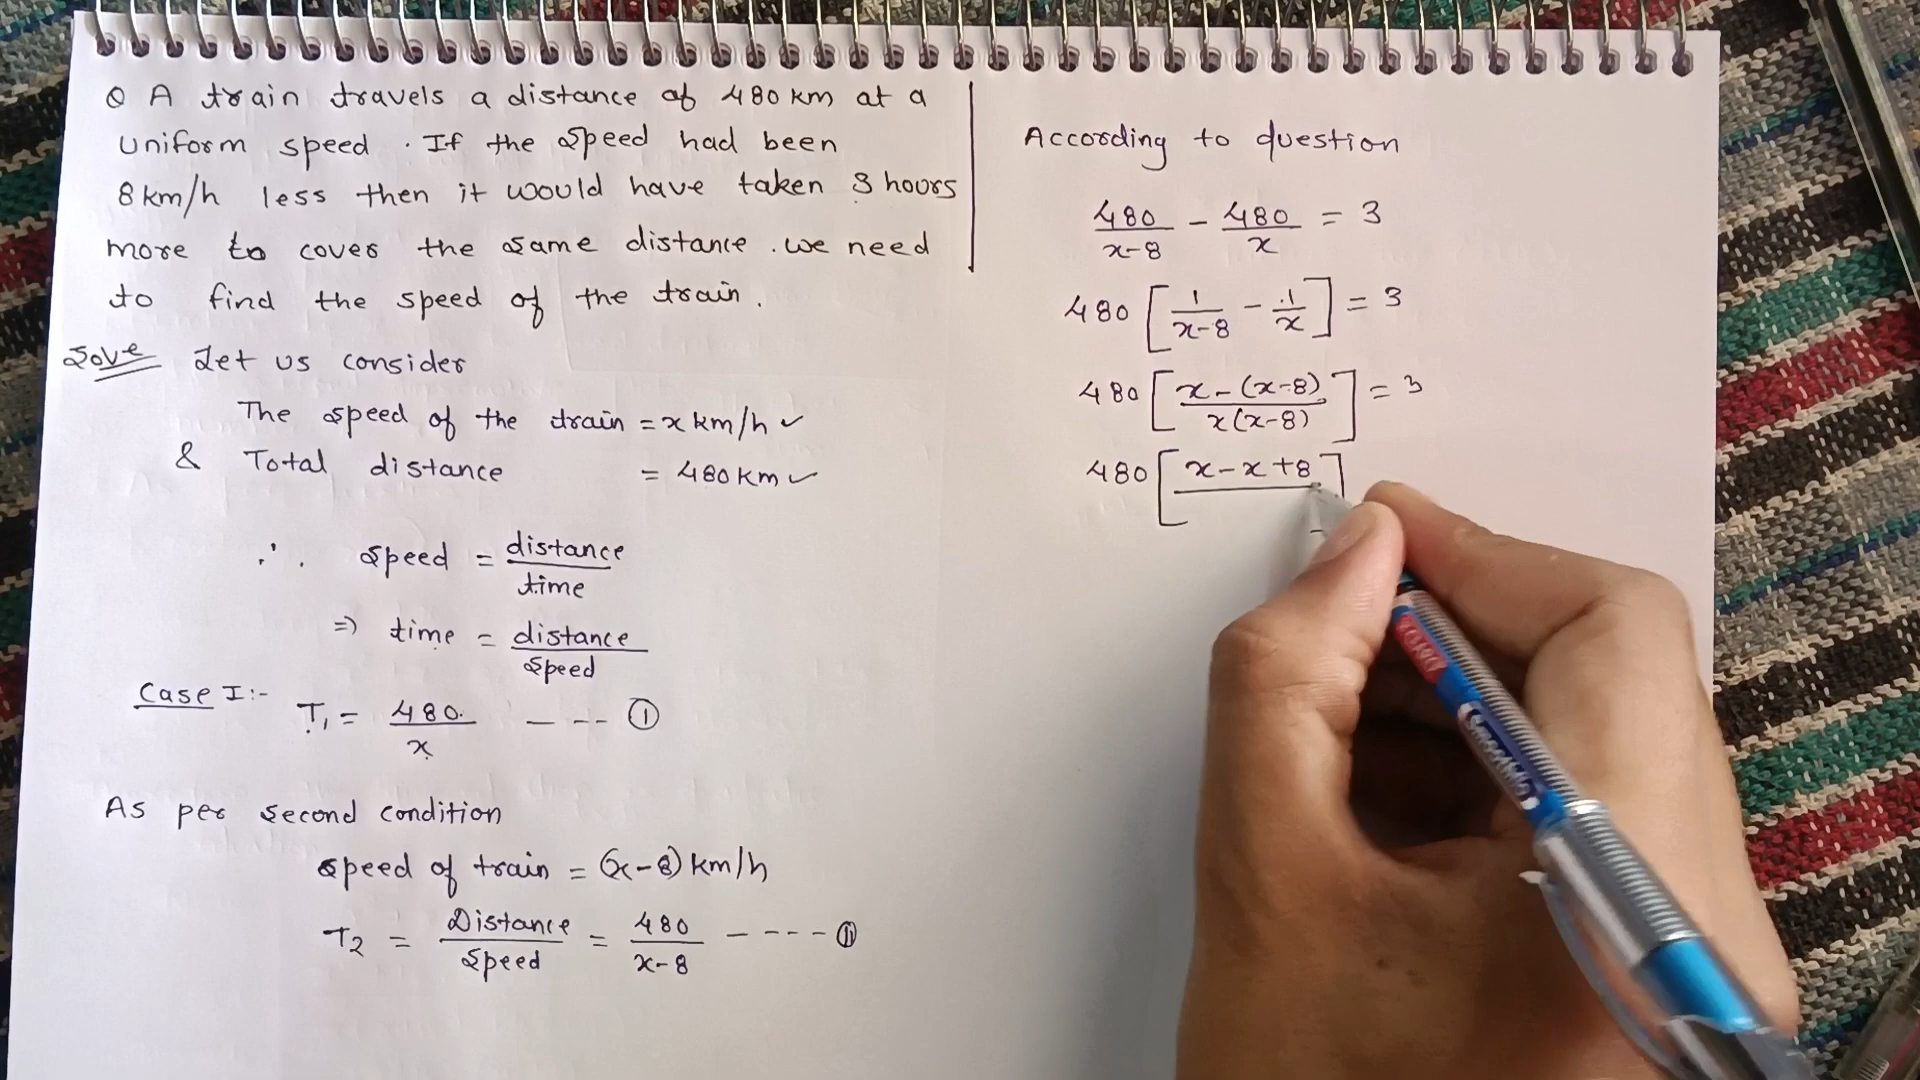 Q A train travels a distance of 480 km at a
uniform speed. If the speed had been
8 km/h less then it would have taken 3 hours
more to cover the same distance. we need
to find the speed of the train.
Solve Let us consider
The speed of the train = x km/h ✓
& Total distance = 480 km ✓
∴ speed = distance/time
⇒ time = distance/speed
Case I:- T₁ = 480/x - - - ①
As per second condition
speed of train = (x-8) km/h
T₂ = Distance/Speed = 480/x-8 - - - - - ⑪
According to question
480/x-8 - 480/x = 3
480 [1/x-8 - 1/x] = 3
480 [x-(x-8)/x(x-8)] = 3
480 [x-x+8]